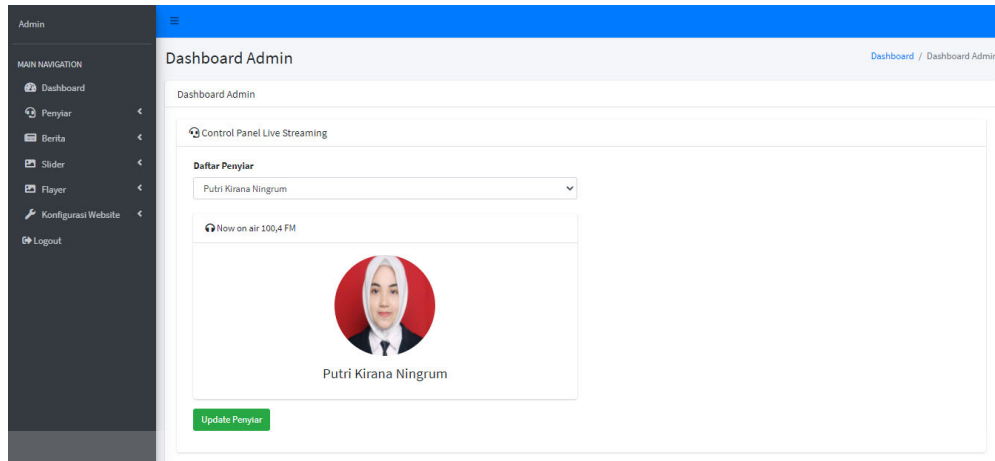 Admin
MAIN NAVIGATION
Dashboard
Penyiar
Berita
Slider
Flayer
Konfigurasi Website
Logout
Dashboard Admin
Dashboard / Dashboard Admin
Dashboard Admin
Control Panel Live Streaming
Daftar Penyiar
Putri Kirana Ningrum
Now on air 100,4 FM
Putri Kirana Ningrum
Update Penyiar